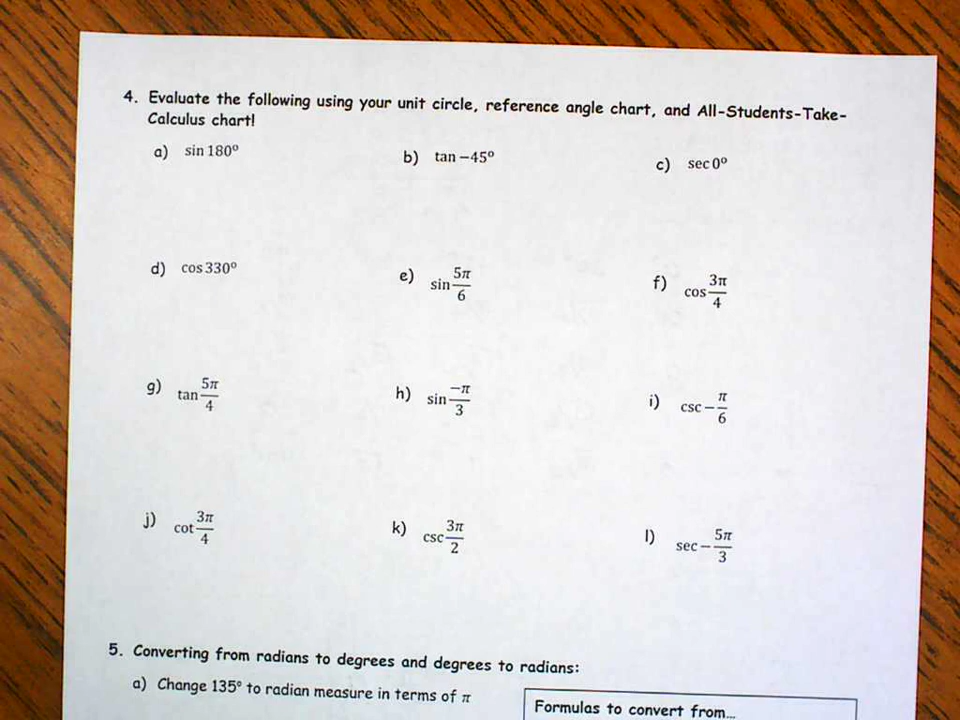 4. Evaluate the following using your unit circle, reference angle chart, and All-Students-Take-
Calculus chart!
a) sin 180° b) tan −45° c) sec 0°
d) cos 330° e) sin 5π/6 f) cos 3π/4
g) tan 5π/4 h) sin −π/3 i) csc − π/6
j) cot 3π/4 k) csc 3π/2 l) sec − 5π/3
5. Converting from radians to degrees and degrees to radians:
a) Change 135° to radian measure in terms of π
Formulas to convert from...